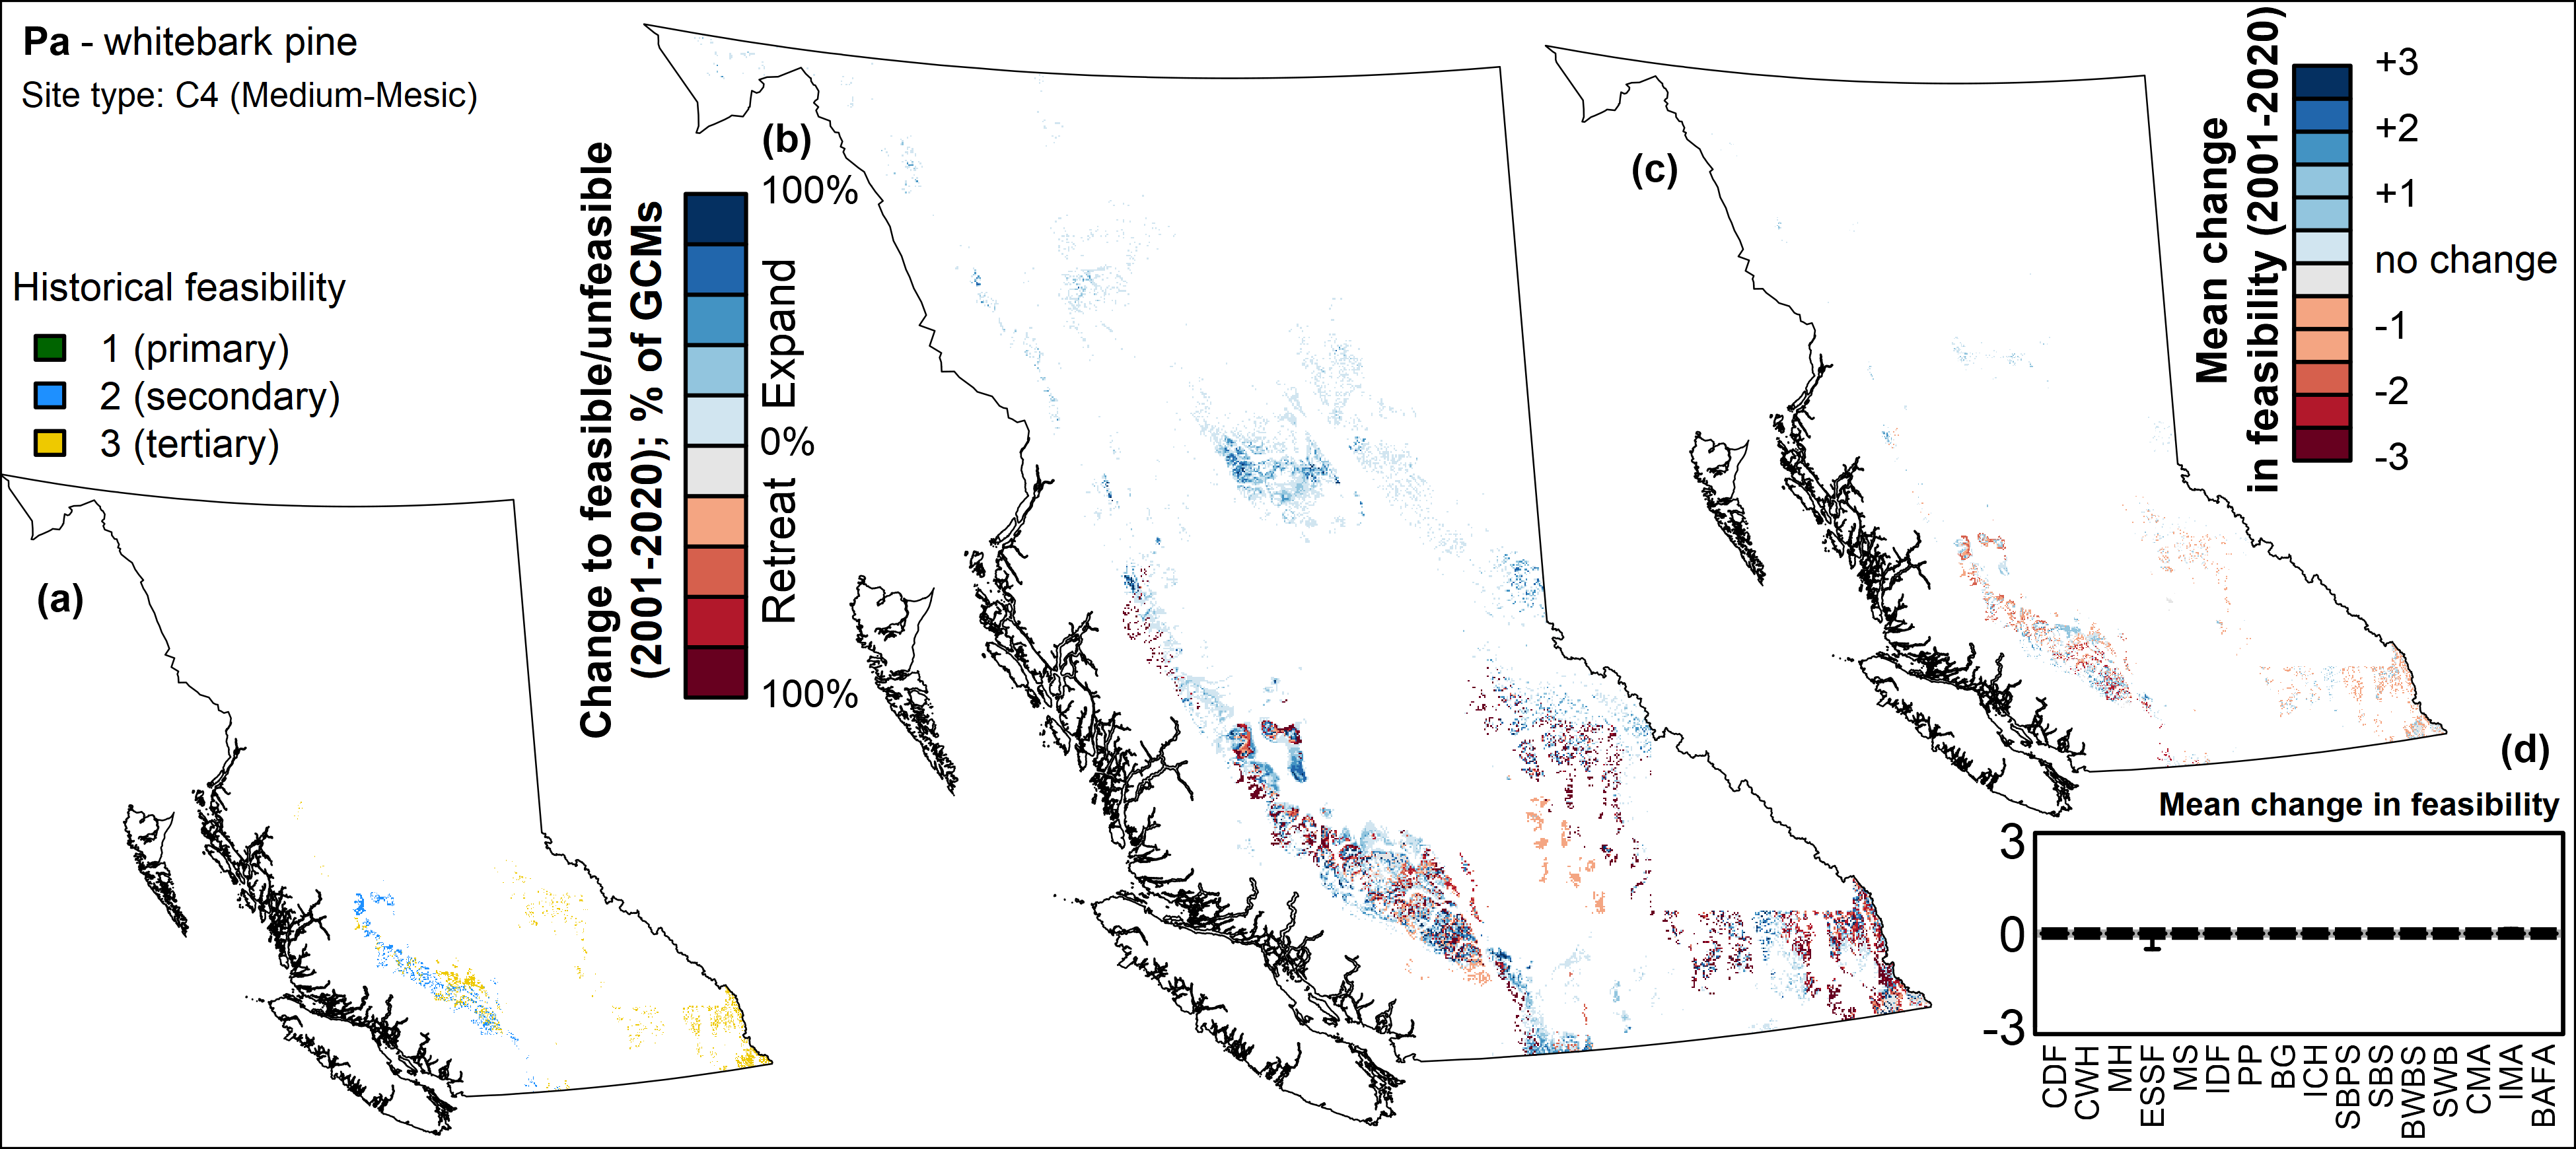 Pa - whitebark pine
Site type: C4 (Medium-Mesic)
Historical feasibility
1 (primary)
2 (secondary)
3 (tertiary)
(a)
(b)
Change to feasible/unfeasible
(2001-2020); % of GCMs
100%
Expand
0%
Retreat
100%
(c)
Mean change
in feasibility (2001-2020)
+3
+2
+1
no change
-1
-2
-3
(d)
Mean change in feasibility
3
0
-3
CDF
CWH
MH
ESSF
MS
IDF
PP
BG
ICH
SBPS
SBS
BWBS
SWB
CMA
IMA
BAFA